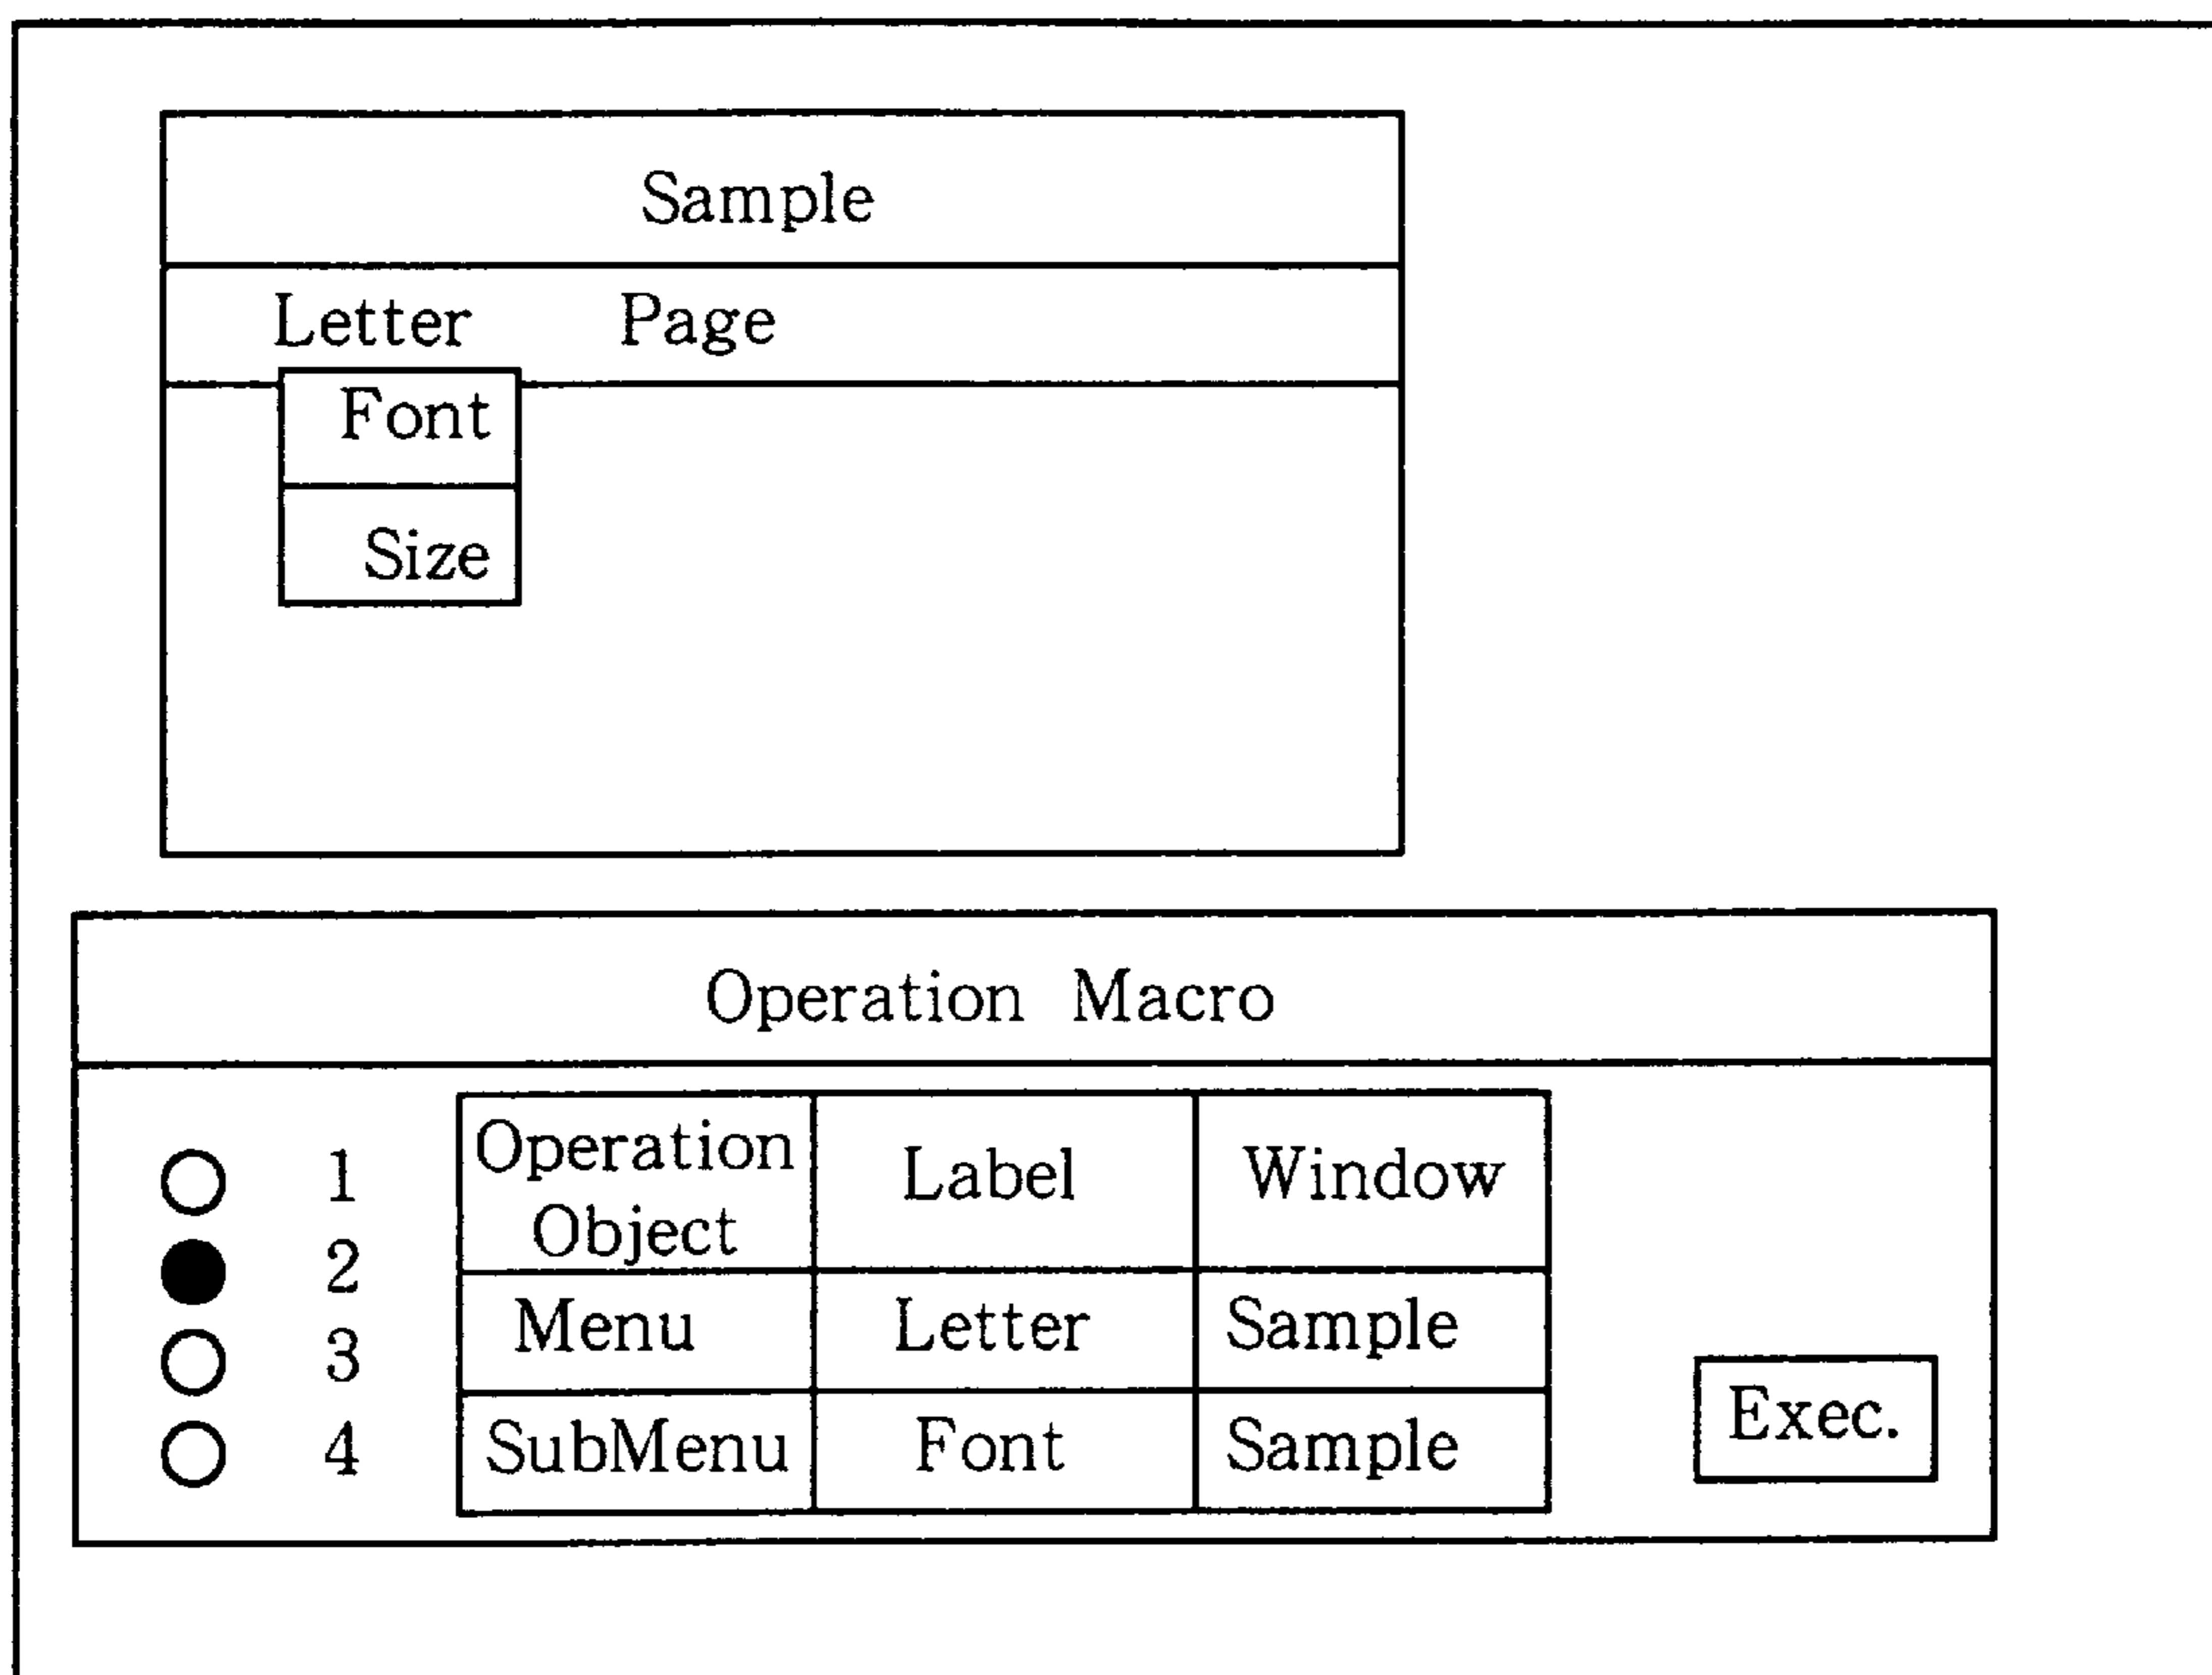 Sample
Letter Page
Font
Size
Operation Macro
1
2
3
4
Operation Object Label Window
Menu Letter Sample
SubMenu Font Sample
Exec.